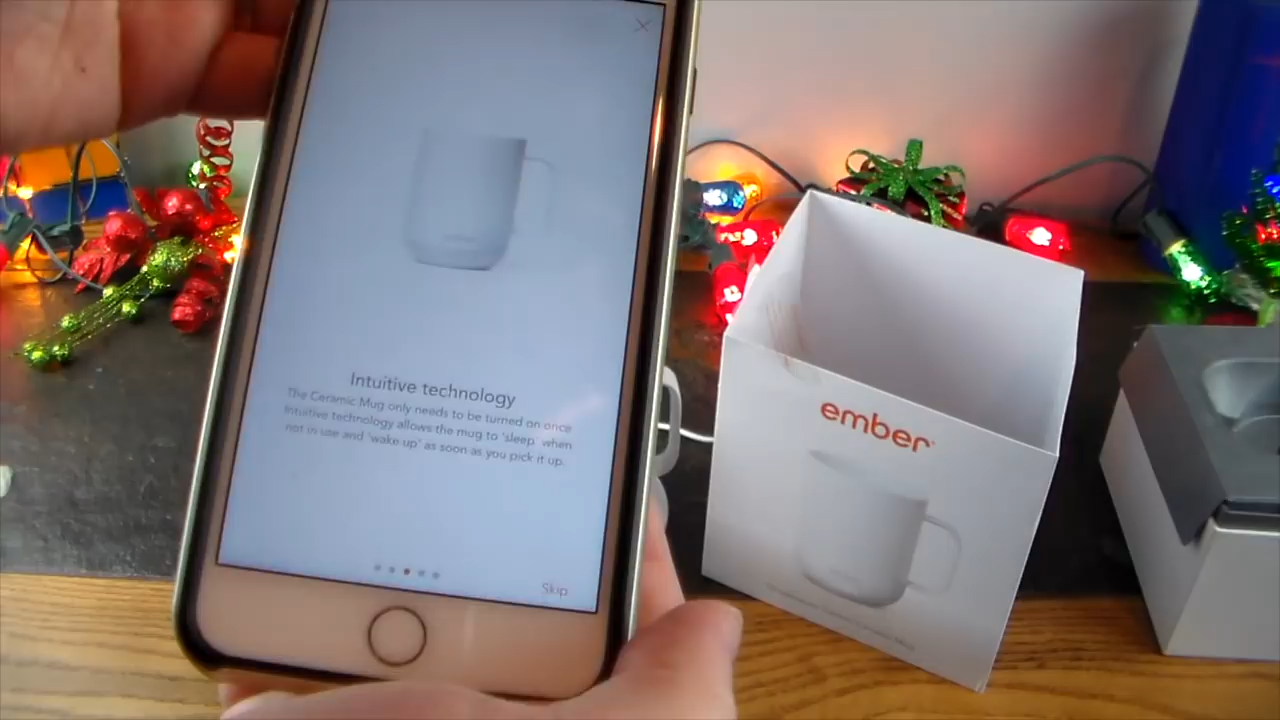 Intuitive technology
The Ceramic Mug only needs to be turned on once
Intuitive technology allows the mug to 'sleep' when
not in use and 'wake up' as soon as you pick it up.
Skip
ember